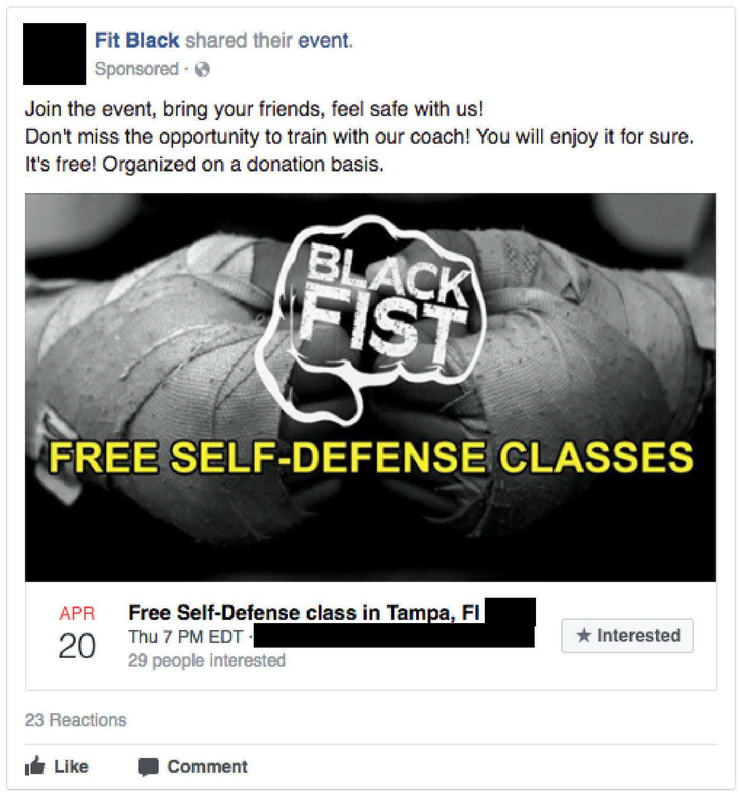 Fit Black shared their event.
Sponsored ·
Join the event, bring your friends, feel safe with us!
Don't miss the opportunity to train with our coach! You will enjoy it for sure.
It's free! Organized on a donation basis.
BLACK
FIST
FREE SELF-DEFENSE CLASSES
APR
20
Free Self-Defense class in Tampa, Fl
Thu 7 PM EDT ·
29 people interested
★ Interested
23 Reactions
Like
Comment